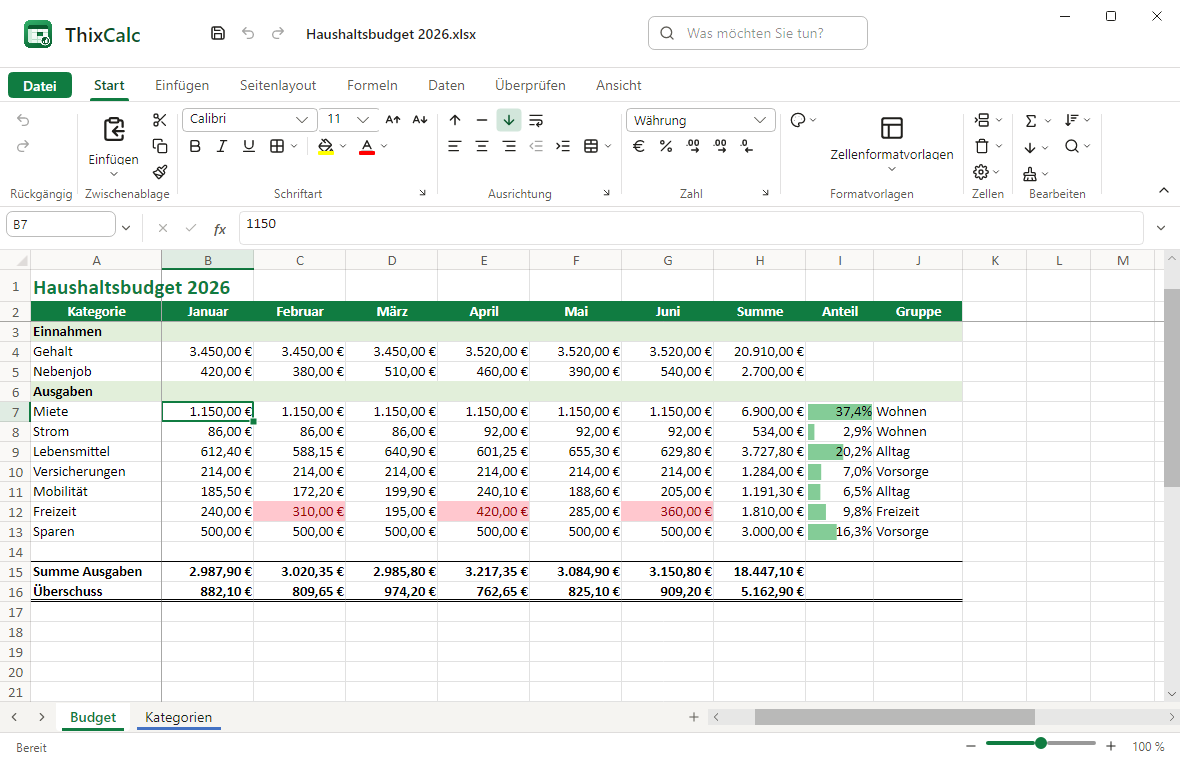 ThixCalc
Haushaltsbudget 2026.xlsx
Was möchten Sie tun?
Datei Start Einfügen Seitenlayout Formeln Daten Überprüfen Ansicht
Calibri 11 Währung
B I U A € %
Einfügen Zellenformatvorlagen
Rückgängig Zwischenablage Schriftart Ausrichtung Zahl Formatvorlagen Zellen Bearbeiten
B7 fx 1150
A B C D E F G H I J K L M
1 Haushaltsbudget 2026
2 Kategorie Januar Februar März April Mai Juni Summe Anteil Gruppe
3 Einnahmen
4 Gehalt 3.450,00 € 3.450,00 € 3.450,00 € 3.520,00 € 3.520,00 € 3.520,00 € 20.910,00 €
5 Nebenjob 420,00 € 380,00 € 510,00 € 460,00 € 390,00 € 540,00 € 2.700,00 €
6 Ausgaben
7 Miete 1.150,00 € 1.150,00 € 1.150,00 € 1.150,00 € 1.150,00 € 1.150,00 € 6.900,00 € 37,4% Wohnen
8 Strom 86,00 € 86,00 € 86,00 € 92,00 € 92,00 € 92,00 € 534,00 € 2,9% Wohnen
9 Lebensmittel 612,40 € 588,15 € 640,90 € 601,25 € 655,30 € 629,80 € 3.727,80 € 20,2% Alltag
10 Versicherungen 214,00 € 214,00 € 214,00 € 214,00 € 214,00 € 214,00 € 1.284,00 € 7,0% Vorsorge
11 Mobilität 185,50 € 172,20 € 199,90 € 240,10 € 188,60 € 205,00 € 1.191,30 € 6,5% Alltag
12 Freizeit 240,00 € 310,00 € 195,00 € 420,00 € 285,00 € 360,00 € 1.810,00 € 9,8% Freizeit
13 Sparen 500,00 € 500,00 € 500,00 € 500,00 € 500,00 € 500,00 € 3.000,00 € 16,3% Vorsorge
14
15 Summe Ausgaben 2.987,90 € 3.020,35 € 2.985,80 € 3.217,35 € 3.084,90 € 3.150,80 € 18.447,10 €
16 Überschuss 882,10 € 809,65 € 974,20 € 762,65 € 825,10 € 909,20 € 5.162,90 €
17
18
19
20
21
Budget Kategorien
Bereit 100 %